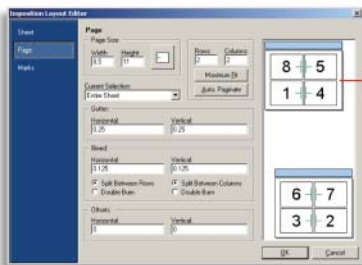 Imposition Layout Editor
Sheet
Page
Marks
Page
Page Size
Width Height
8.5 11
Rows Columns
2 2
Maximum Fit
Auto. Paginate
Current Selection:
Entire Sheet
Gutter
Horizontal Vertical
0.25 0.25
Bleed
Horizontal Vertical
0.125 0.125
Split Between Rows Split Between Columns
Double Burn Double Burn
Offsets
Horizontal Vertical
0 0
8 5
1 4
6 7
3 2
OK Cancel